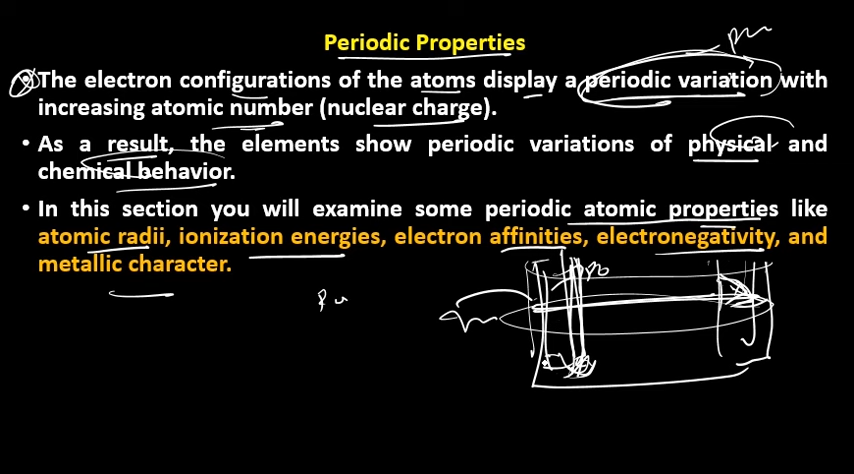 Periodic Properties
• The electron configurations of the atoms display a periodic variation with
increasing atomic number (nuclear charge).
• As a result, the elements show periodic variations of physical and
chemical behavior.
• In this section you will examine some periodic atomic properties like
atomic radii, ionization energies, electron affinities, electronegativity, and
metallic character.